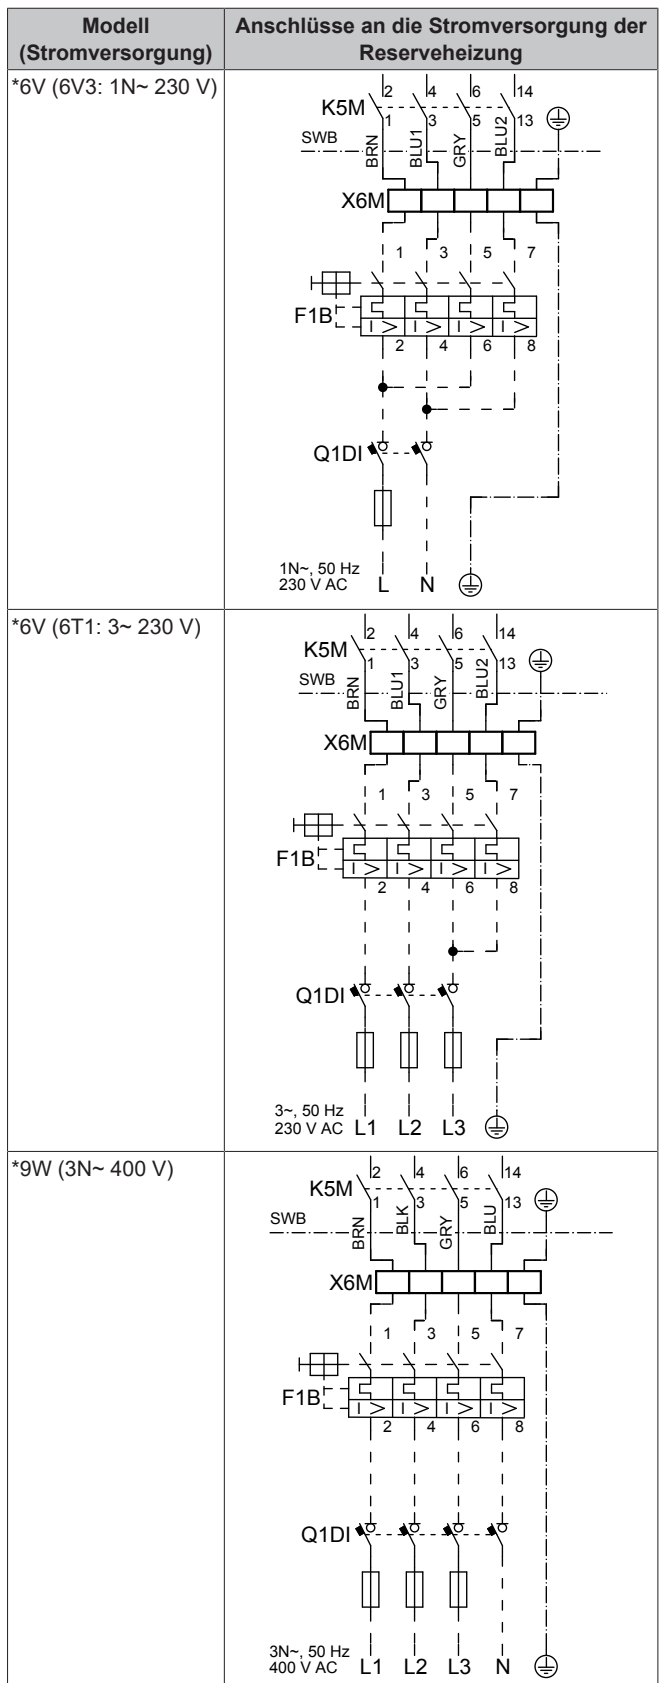 Modell
(Stromversorgung)
Anschlüsse an die Stromversorgung der
Reserveheizung
*6V (6V3: 1N~ 230 V)
2 4 6 14
K5M
1 3 5 13
SWB
BRN BLU1 GRY BLU2
X6M
1 3 5 7
F1B
I > I > I > I >
2 4 6 8
Q1DI
1N~, 50 Hz
230 V AC
L N
*6V (6T1: 3~ 230 V)
2 4 6 14
K5M
1 3 5 13
SWB
BRN BLU1 GRY BLU2
X6M
1 3 5 7
F1B
I > I > I > I >
2 4 6 8
Q1DI
3~, 50 Hz
230 V AC
L1 L2 L3
*9W (3N~ 400 V)
2 4 6 14
K5M
1 3 5 13
SWB
BRN BLK GRY BLU
X6M
1 3 5 7
F1B
I > I > I > I >
2 4 6 8
Q1DI
3N~, 50 Hz
400 V AC
L1 L2 L3 N